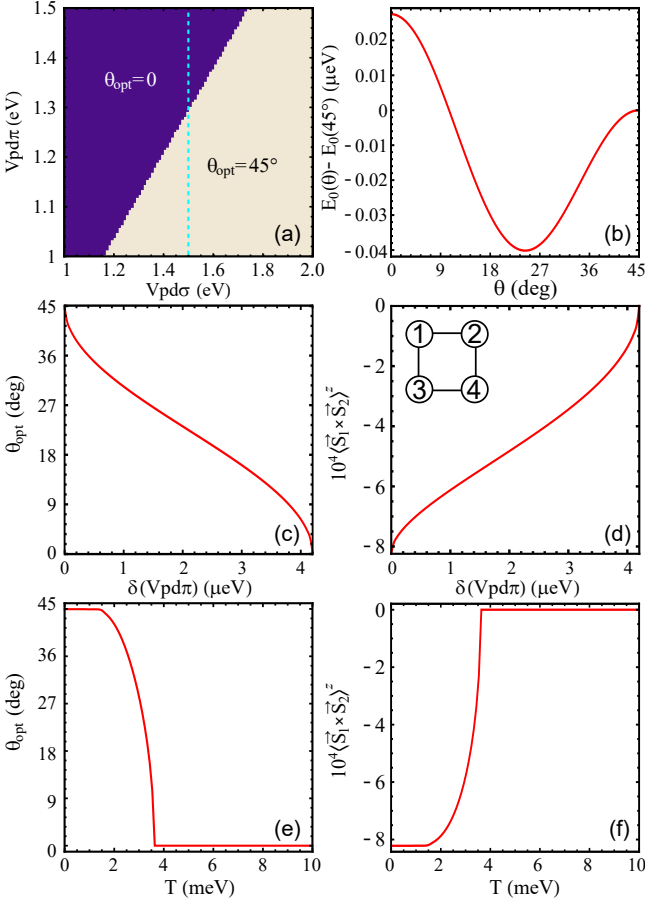 1.5
1.4
1.3
1.2
1.1
1
Vpdπ (eV)
θopt=0
θopt=45°
(a)
1 1.2 1.4 1.6 1.8 2.0
Vpdσ (eV)
0.02
0
-0.01
-0.02
-0.03
-0.04
E0(θ)- E0(45°) (μeV)
(b)
0 9 18 27 36 45
θ (deg)
45
36
27
18
9
0
θopt (deg)
(c)
0 1 2 3 4
δ(Vpdπ) (μeV)
0
-2
-4
-6
-8
10⁴⟨S⃗1×S⃗2⟩ᶻ
1 2
3 4
(d)
0 1 2 3 4
δ(Vpdπ) (μeV)
45
36
27
18
9
0
θopt (deg)
(e)
0 2 4 6 8 10
T (meV)
0
-2
-4
-6
-8
10⁴⟨S⃗1×S⃗2⟩ᶻ
(f)
0 2 4 6 8 10
T (meV)